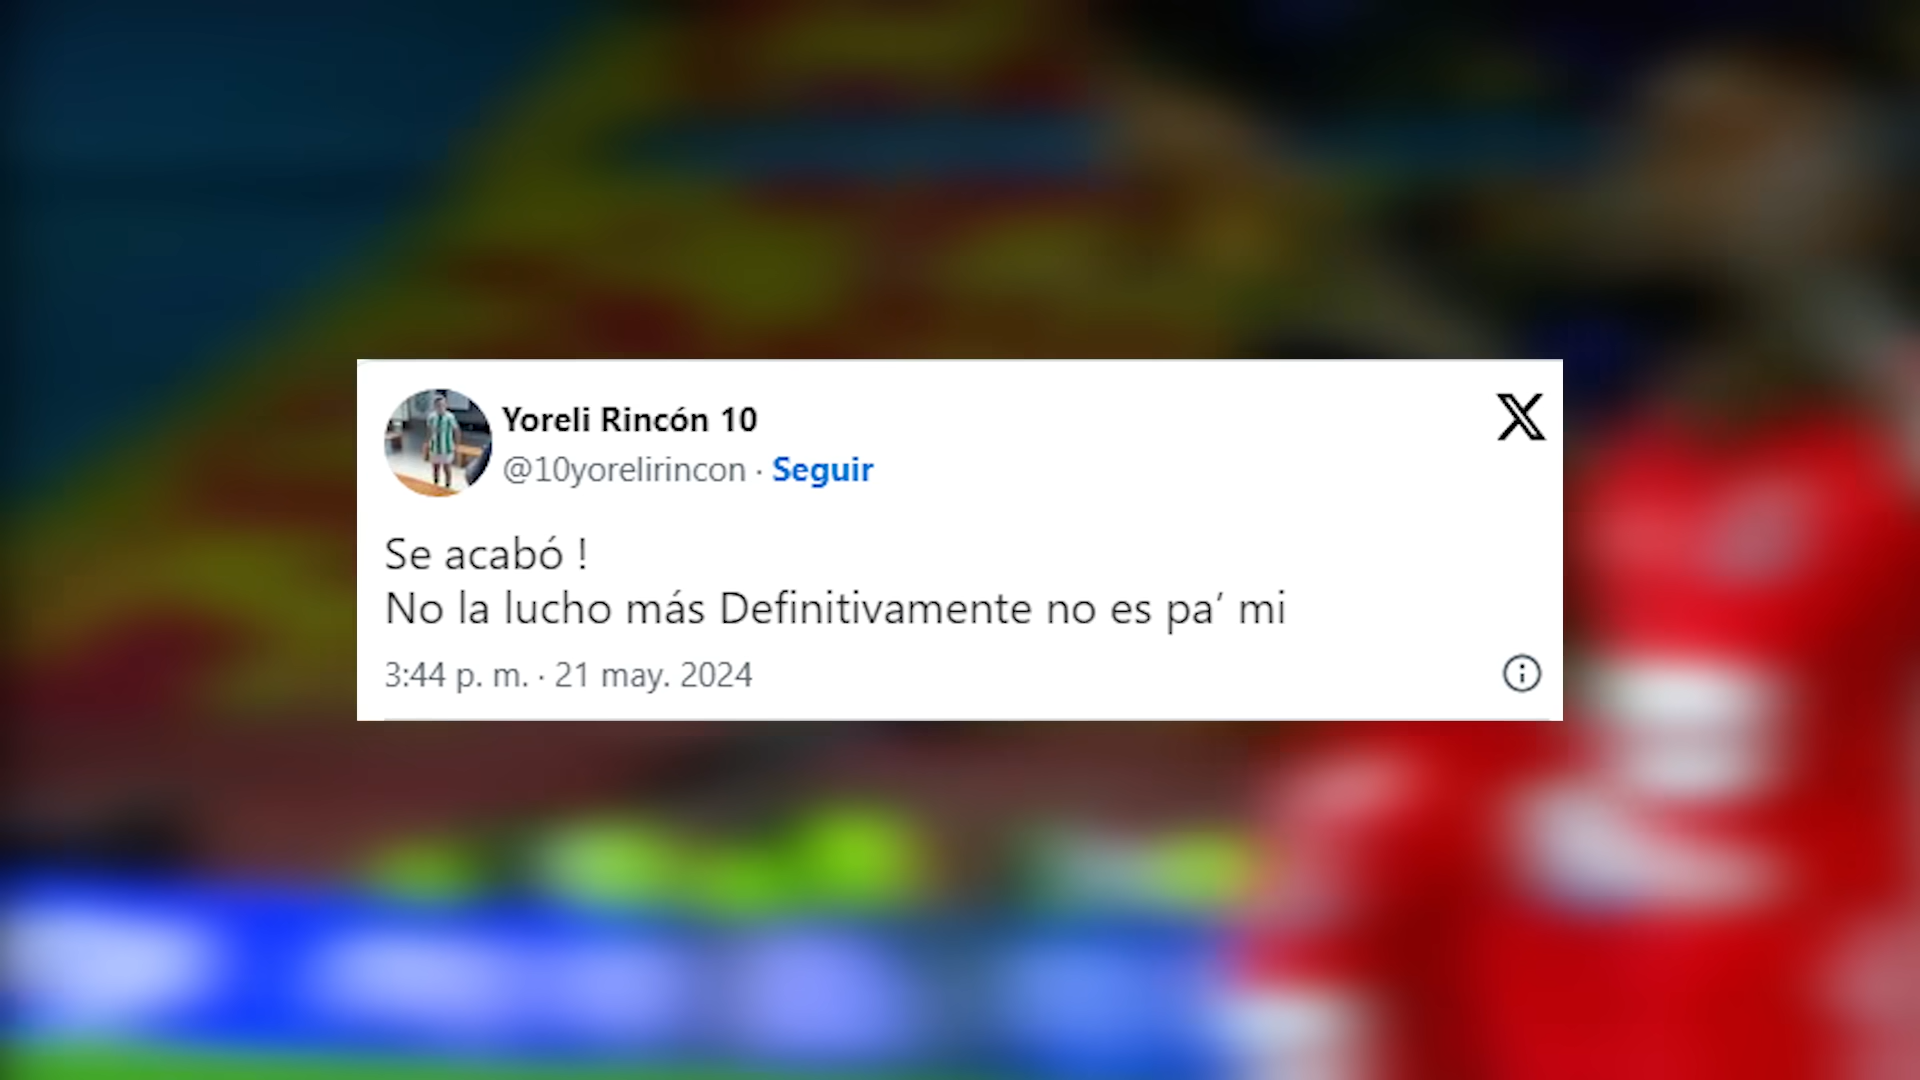 Yoreli Rincón 10
@10yorelirincon · Seguir
Se acabó !
No la lucho más Definitivamente no es pa’ mi
3:44 p. m. · 21 may. 2024